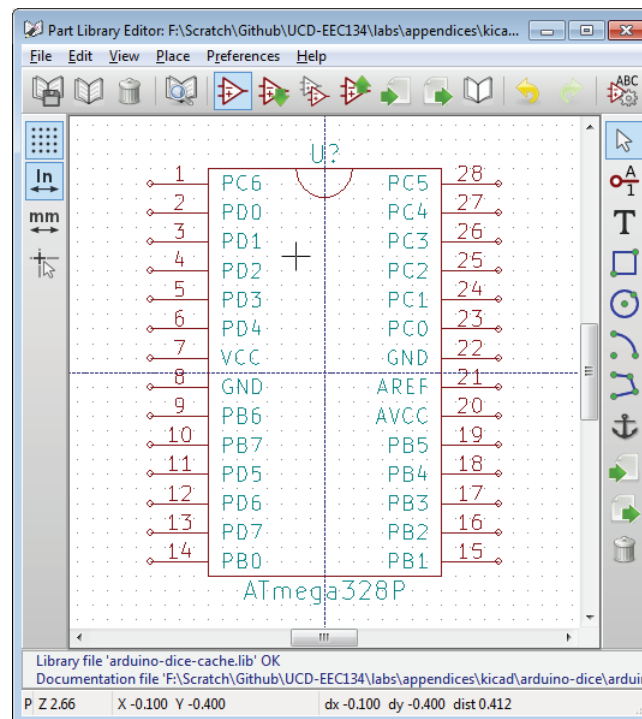 Part Library Editor: F:\Scratch\Github\UCD-EEC134\labs\appendices\kica...
File Edit View Place Preferences Help
ABC
In
mm
A
1
T
U?
1 PC6 PC5 28
2 PD0 PC4 27
3 PD1 PC3 26
4 PD2 PC2 25
5 PD3 PC1 24
6 PD4 PC0 23
7 VCC GND 22
8 GND AREF 21
9 PB6 AVCC 20
10 PB7 PB5 19
11 PD5 PB4 18
12 PD6 PB3 17
13 PD7 PB2 16
14 PB0 PB1 15
ATmega328P
Library file 'arduino-dice-cache.lib' OK
Documentation file 'F:\Scratch\Github\UCD-EEC134\labs\appendices\kicad\arduino-dice\arduin
P Z 2.66 X -0.100 Y -0.400 dx -0.100 dy -0.400 dist 0.412